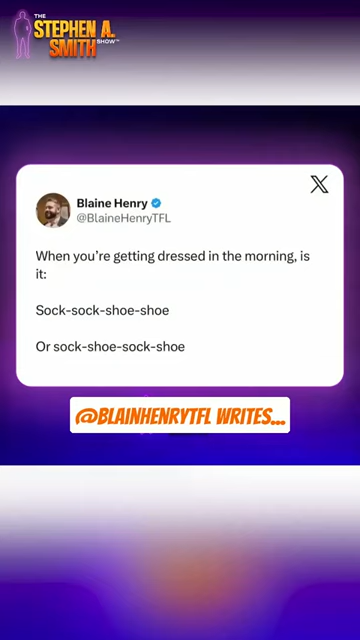 THE
STEPHEN A.
SMITH
SHOW™
Blaine Henry
@BlaineHenryTFL
When you’re getting dressed in the morning, is
it:
Sock-sock-shoe-shoe
Or sock-shoe-sock-shoe
@BLAINHENRYTFL WRITES...